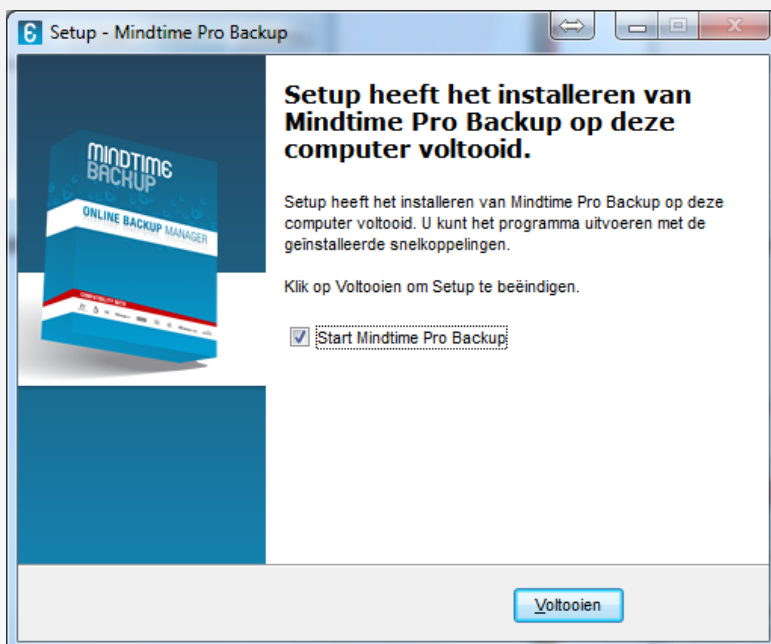 Setup - Mindtime Pro Backup
Setup heeft het installeren van
Mindtime Pro Backup op deze
computer voltooid.
Setup heeft het installeren van Mindtime Pro Backup op deze
computer voltooid. U kunt het programma uitvoeren met de
geïnstalleerde snelkoppelingen.
Klik op Voltooien om Setup te beëindigen.
Start Mindtime Pro Backup
MINDTIME
BACKUP
ONLINE BACKUP MANAGER
COMPATIBILITY WITH
Voltooien